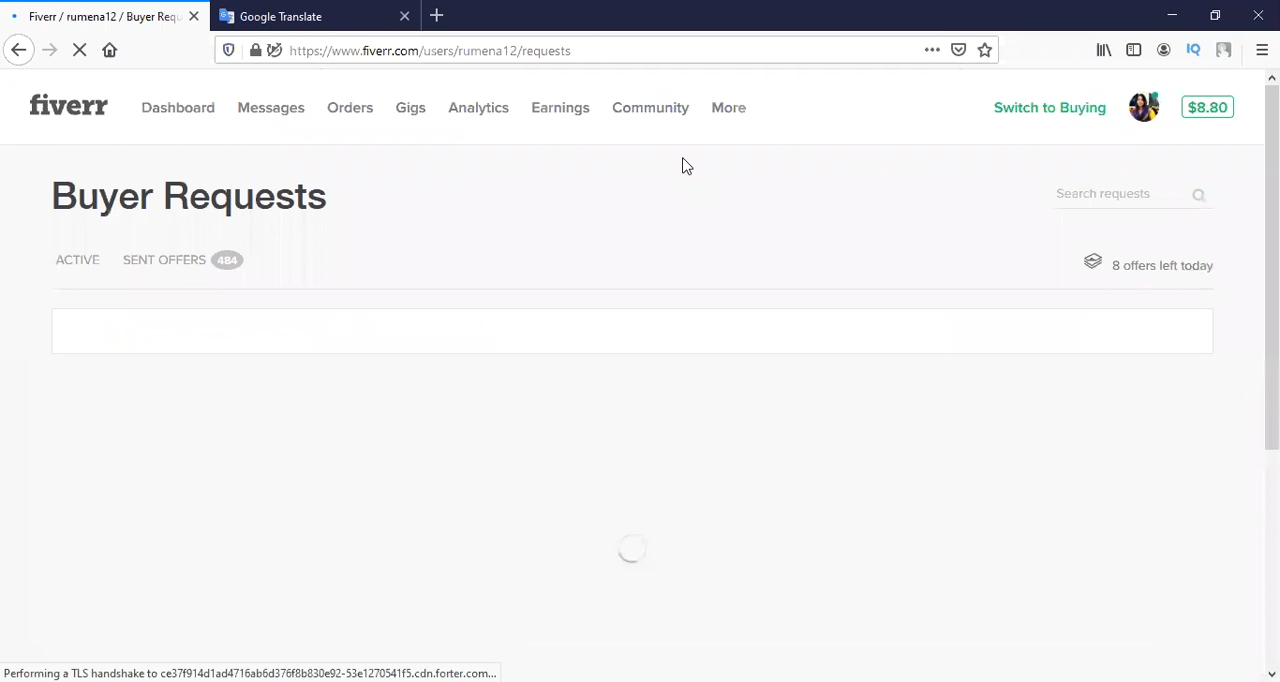 Fiverr / rumena12 / Buyer Requ
Google Translate
https://www.fiverr.com/users/rumena12/requests
IQ
fiverr
Dashboard
Messages
Orders
Gigs
Analytics
Earnings
Community
More
Switch to Buying
$8.80
Buyer Requests
Search requests
ACTIVE
SENT OFFERS 484
8 offers left today
Performing a TLS handshake to ce37f914d1ad4716ab6d376f8b830e92-53e1270541f5.cdn.forter.com...